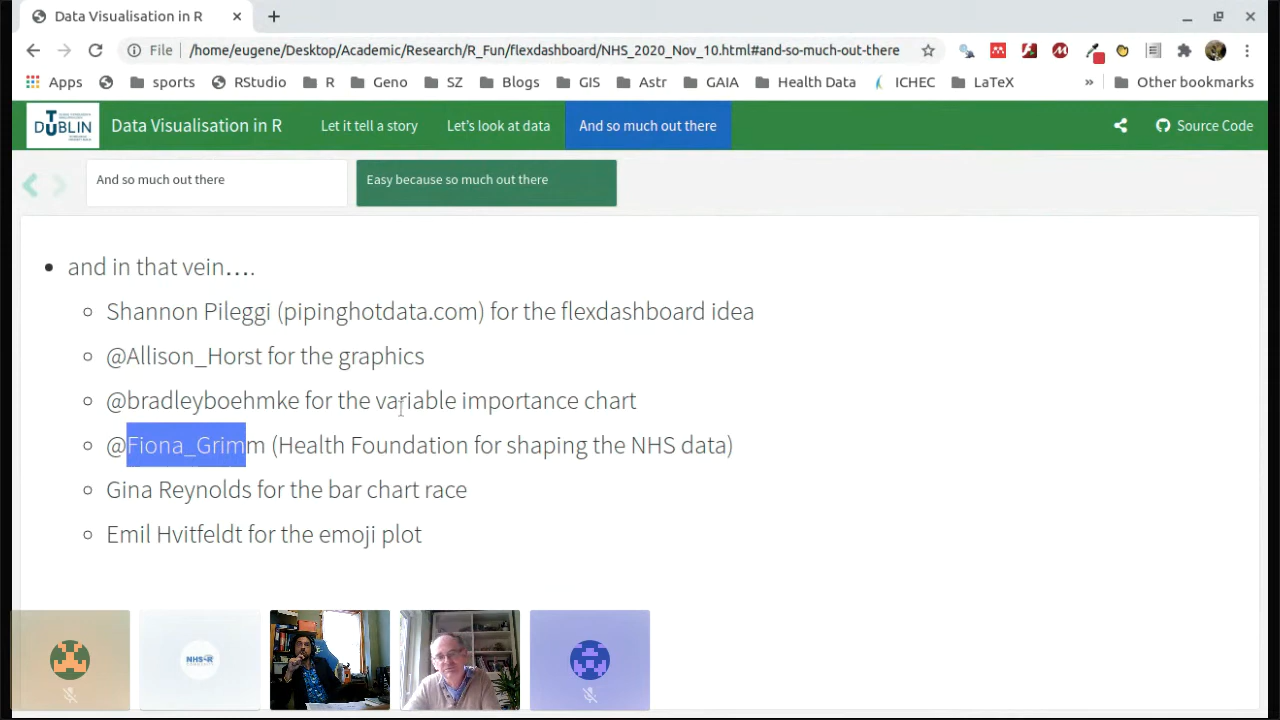 Data Visualisation in R
File
/home/eugene/Desktop/Academic/Research/R_Fun/flexdashboard/NHS_2020_Nov_10.html#and-so-much-out-there
Apps sports RStudio R Geno SZ Blogs GIS Astr GAIA Health Data ICHEC LaTeX » Other bookmarks
DUBLIN
Data Visualisation in R Let it tell a story Let's look at data And so much out there Source Code
And so much out there Easy because so much out there
and in that vein....
Shannon Pileggi (pipinghotdata.com) for the flexdashboard idea
@Allison_Horst for the graphics
@bradleyboehmke for the variable importance chart
@Fiona_Grimm (Health Foundation for shaping the NHS data)
Gina Reynolds for the bar chart race
Emil Hvitfeldt for the emoji plot
NHS-R